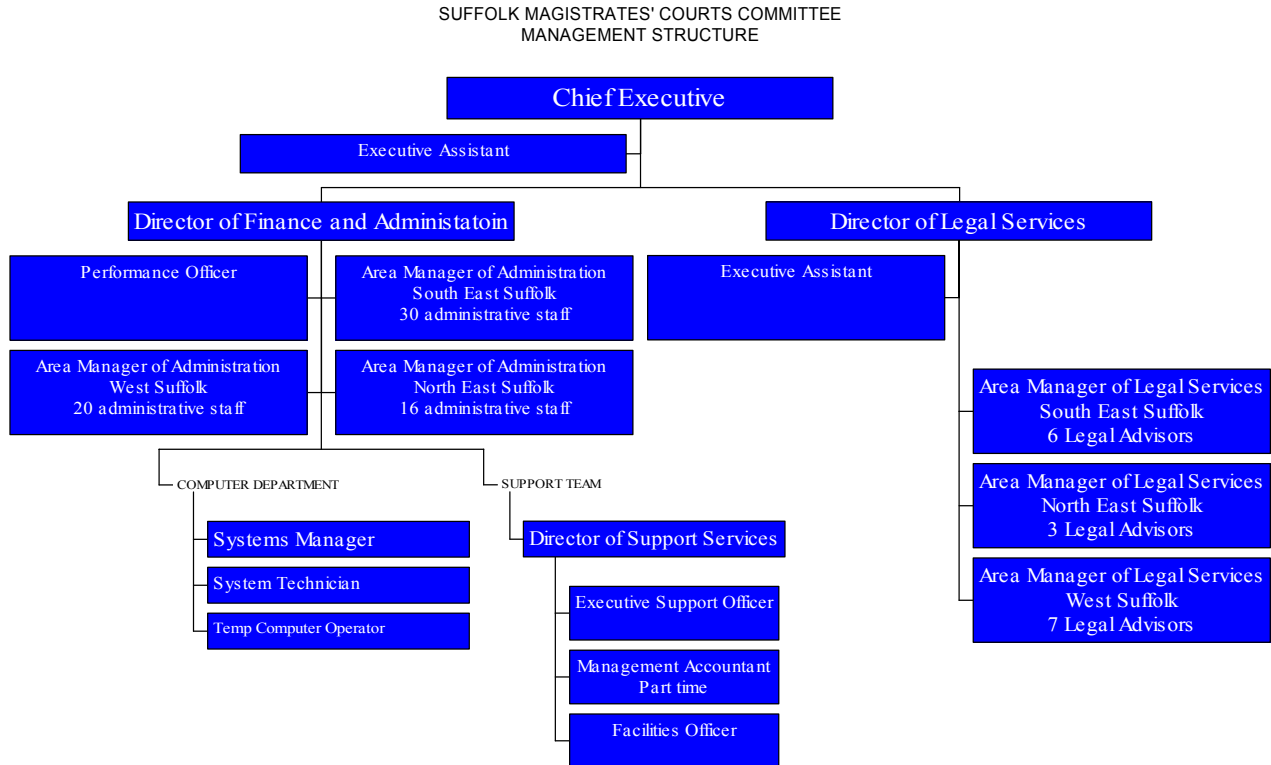 SUFFOLK MAGISTRATES' COURTS COMMITTEE
MANAGEMENT STRUCTURE
Chief Executive
Executive Assistant
Director of Finance and Administatoin
Director of Legal Services
Performance Officer
Area Manager of Administration
South East Suffolk
30 administrative staff
Executive Assistant
Area Manager of Administration
West Suffolk
20 administrative staff
Area Manager of Administration
North East Suffolk
16 administrative staff
Area Manager of Legal Services
South East Suffolk
6 Legal Advisors
Area Manager of Legal Services
North East Suffolk
3 Legal Advisors
Area Manager of Legal Services
West Suffolk
7 Legal Advisors
COMPUTER DEPARTMENT
Systems Manager
System Technician
Temp Computer Operator
SUPPORT TEAM
Director of Support Services
Executive Support Officer
Management Accountant
Part time
Facilities Officer